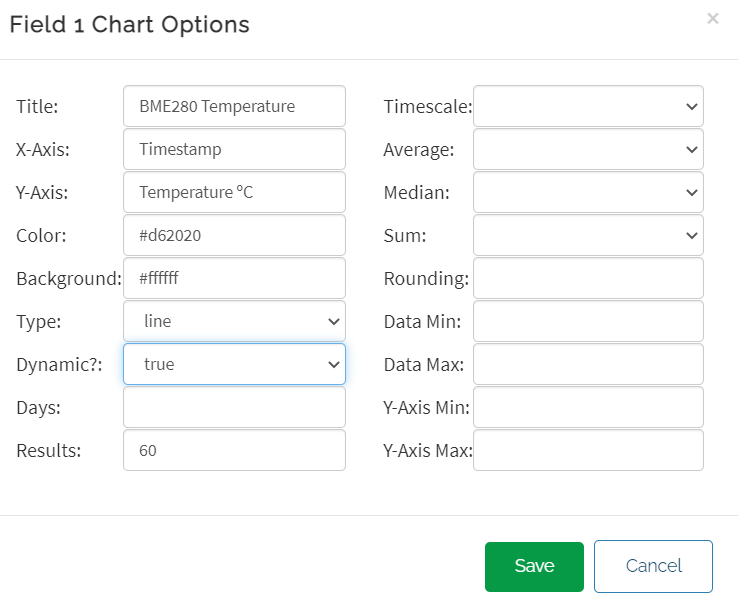 Field 1 Chart Options
×
Title: BME280 Temperature
X-Axis: Timestamp
Y-Axis: Temperature ºC
Color: #d62020
Background: #ffffff
Type: line
Dynamic?: true
Days:
Results: 60
Timescale:
Average:
Median:
Sum:
Rounding:
Data Min:
Data Max:
Y-Axis Min:
Y-Axis Max:
Save
Cancel